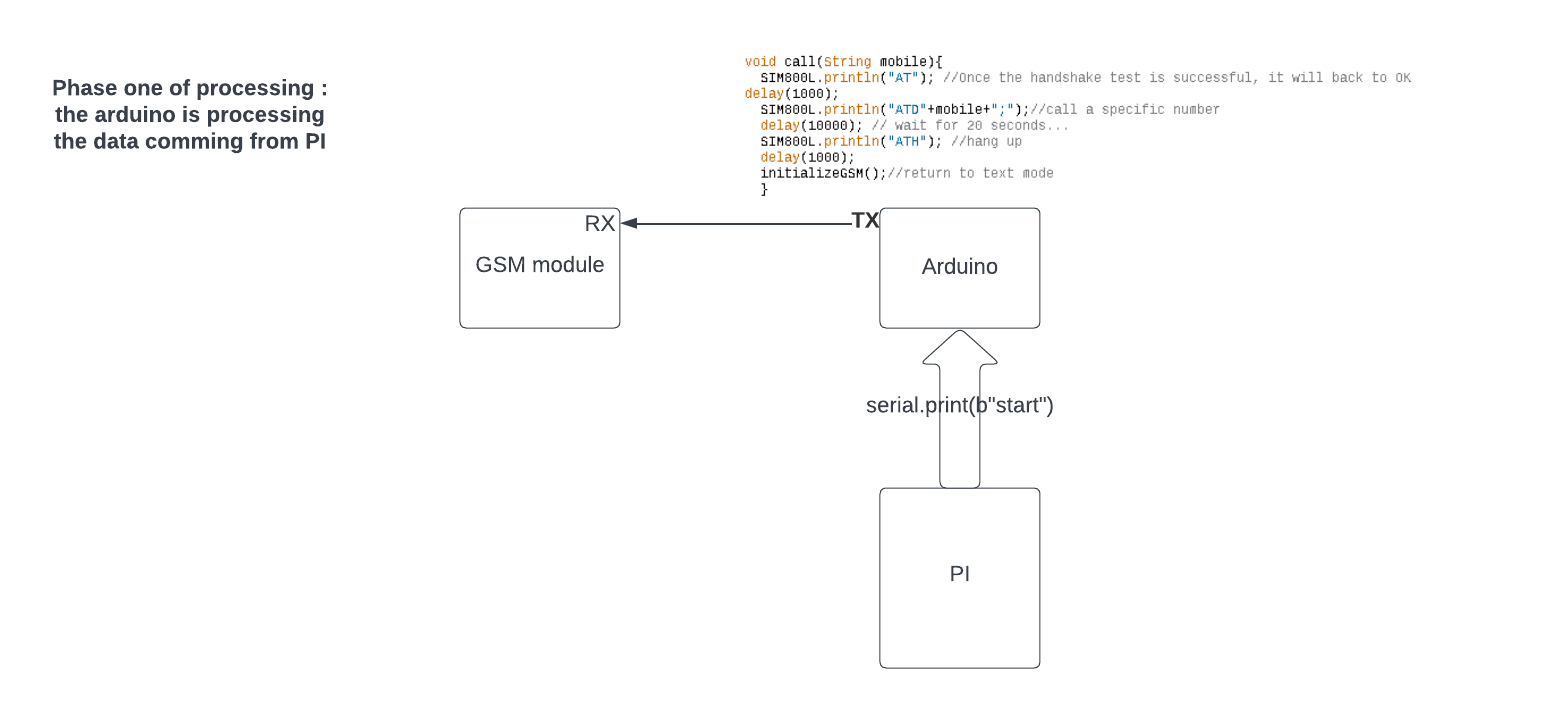 Phase one of processing :
the arduino is processing
the data comming from PI
void call(String mobile){
SIM800L.println("AT"); //Once the handshake test is successful, it will back to OK
delay(1000);
SIM800L.println("ATD"+mobile+";");//call a specific number
delay(10000); // wait for 20 seconds...
SIM800L.println("ATH"); //hang up
delay(1000);
initializeGSM();//return to text mode
}
RX
TX
GSM module
Arduino
serial.print(b"start")
PI